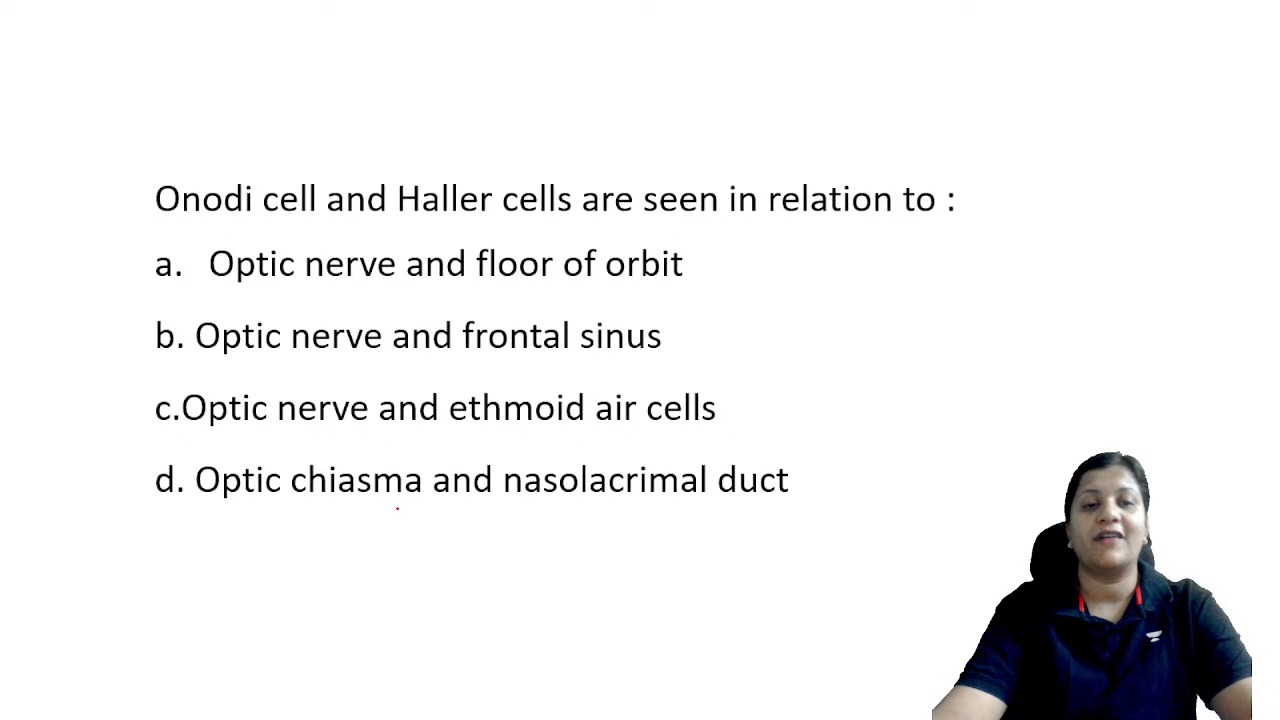 Onodi cell and Haller cells are seen in relation to :
a. Optic nerve and floor of orbit
b. Optic nerve and frontal sinus
c.Optic nerve and ethmoid air cells
d. Optic chiasma and nasolacrimal duct